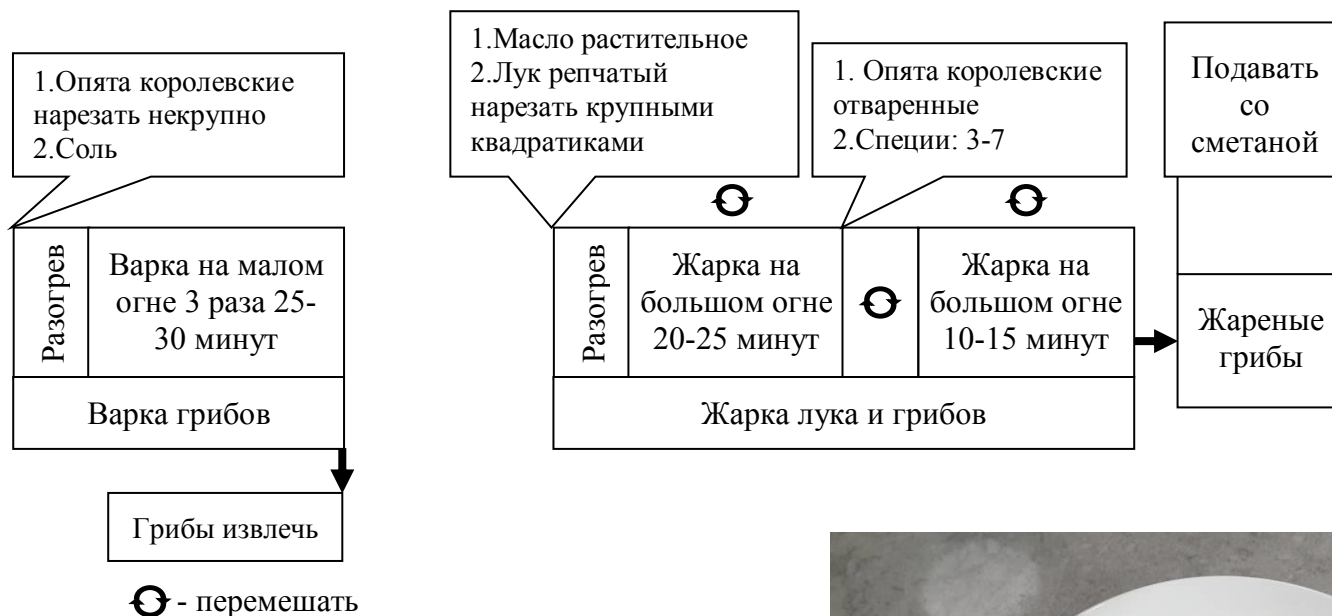 1.Опята королевские
нарезать некрупно
2.Соль
Разогрев
Варка на малом
огне 3 раза 25-
30 минут
Варка грибов
Грибы извлечь
- перемешать
1.Масло растительное
2.Лук репчатый
нарезать крупными
квадратиками
1. Опята королевские
отваренные
2.Специи: 3-7
Разогрев
Жарка на
большом огне
20-25 минут
Жарка на
большом огне
10-15 минут
Жарка лука и грибов
Подавать
со
сметаной
Жареные
грибы